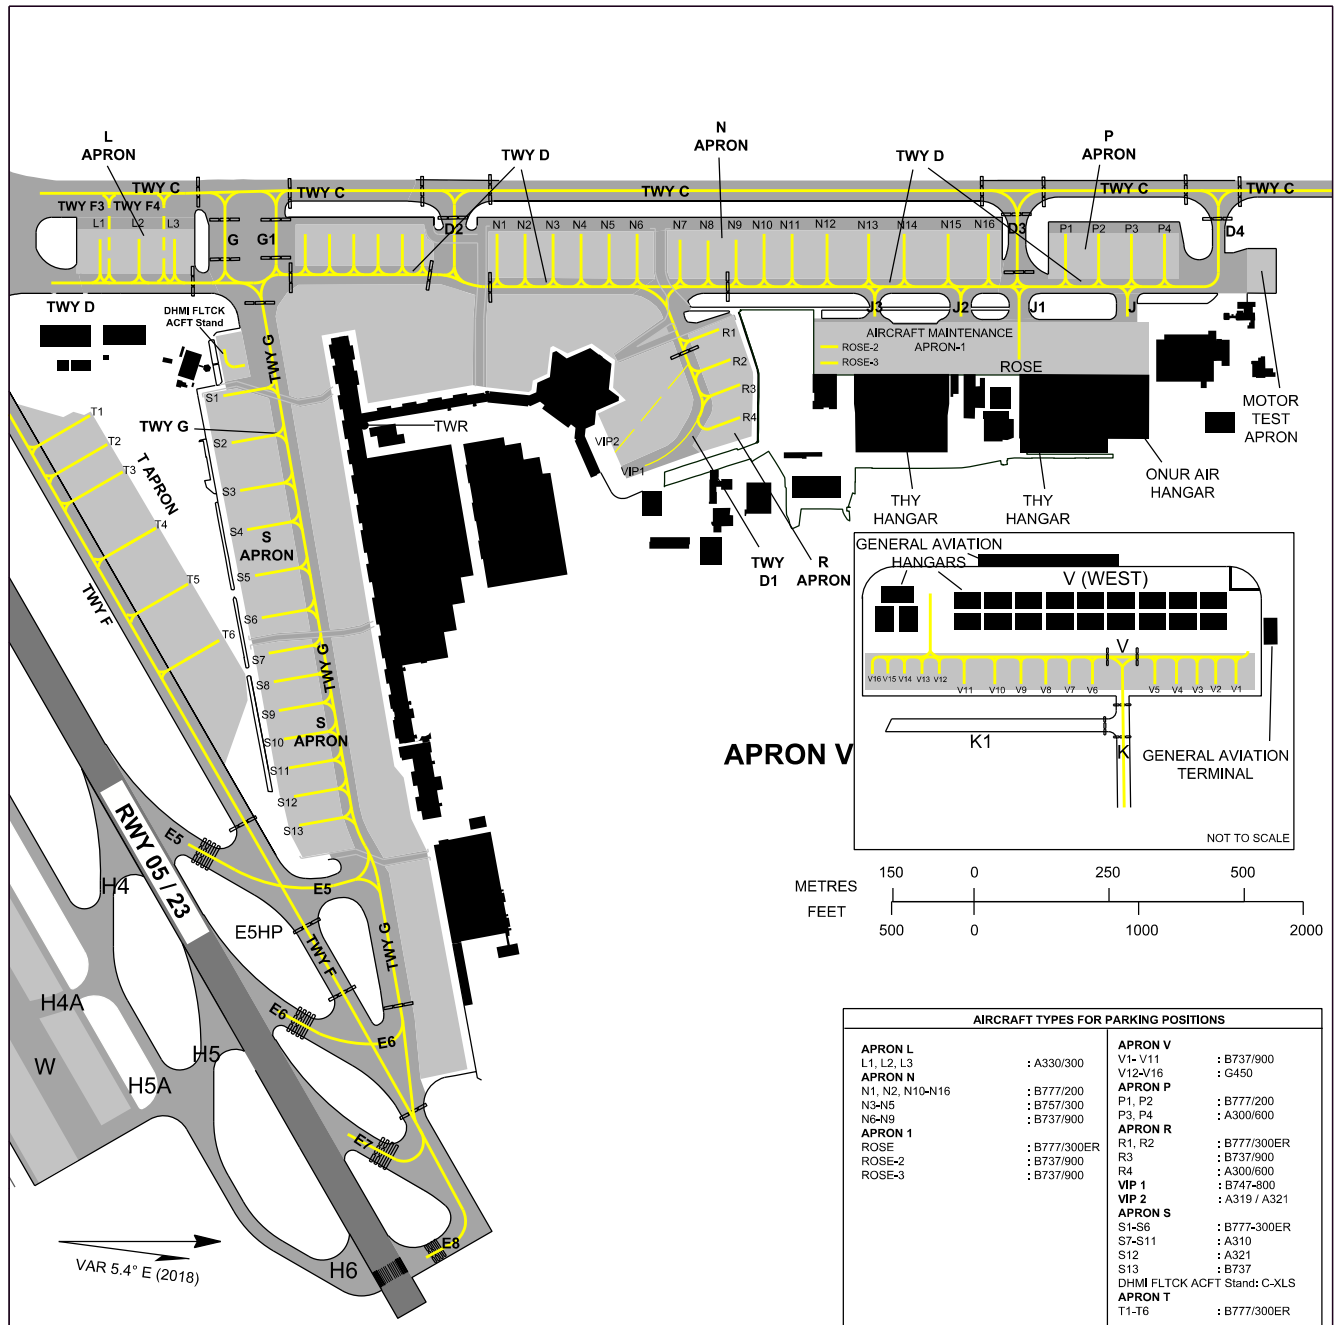 L
APRON
N
APRON
P
APRON
TWY D
TWY D
TWY C
TWY C
TWY C
TWY C
TWY C
TWY F3
TWY F4
L1
L2
L3
G
G1
D2
N1
N2
N3
N4
N5
N6
N7
N8
N9
N10
N11
N12
N13
N14
N15
N16
D3
P1
P2
P3
P4
D4
TWY D
DHMI FLTCK
ACFT Stand
J3
J2
J1
J
AIRCRAFT MAINTENANCE
APRON-1
ROSE-2
ROSE-3
ROSE
R1
R2
R3
R4
VIP2
VIP1
MOTOR
TEST
APRON
TWY G
TWY G
TWR
T1
T2
T3
T4
T5
T6
T APRON
S1
S2
S3
S4
S
APRON
S5
S6
S7
S8
S9
S10
S11
S12
S13
S
APRON
TWY G
TWY F
ONUR AIR
HANGAR
THY
HANGAR
THY
HANGAR
TWY
D1
R
APRON
GENERAL AVIATION
HANGARS
V (WEST)
V
V16
V15
V14
V13
V12
V11
V10
V9
V8
V7
V6
V5
V4
V3
V2
V1
K1
K
GENERAL AVIATION
TERMINAL
NOT TO SCALE
APRON V
RWY 05 / 23
E5
E5
E5HP
TWY F
TWY G
H4
H4A
H5
H5A
W
E6
E6
E7
E8
H6
VAR 5.4° E (2018)
METRES
150
0
250
500
FEET
500
0
1000
2000
AIRCRAFT TYPES FOR PARKING POSITIONS
APRON L
L1, L2, L3 : A330/300
APRON N
N1, N2, N10-N16 : B777/200
N3-N5 : B757/300
N6-N9 : B737/900
APRON 1
ROSE : B777/300ER
ROSE-2 : B737/900
ROSE-3 : B737/900
APRON V
V1- V11 : B737/900
V12-V16 : G450
APRON P
P1, P2 : B777/200
P3, P4 : A300/600
APRON R
R1, R2 : B777/300ER
R3 : B737/900
R4 : A300/600
VIP 1 : B747-800
VIP 2 : A319 / A321
APRON S
S1-S6 : B777-300ER
S7-S11 : A310
S12 : A321
S13 : B737
DHMI FLTCK ACFT Stand: C-XLS
APRON T
T1-T6 : B777/300ER